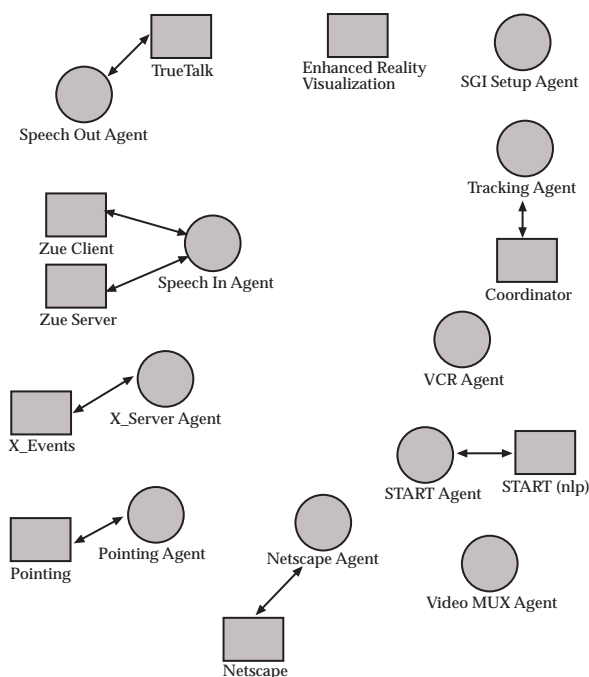 TrueTalk
Enhanced Reality
Visualization
SGI Setup Agent
Speech Out Agent
Tracking Agent
Zue Client
Speech In Agent
Coordinator
Zue Server
VCR Agent
X_Server Agent
X_Events
START Agent
START (nlp)
Pointing Agent
Netscape Agent
Pointing
Video MUX Agent
Netscape